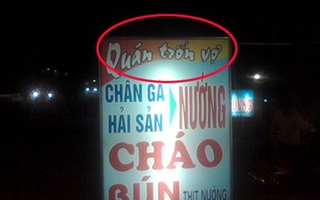 Quán trốn vợ
CHÂN GÀ
HẢI SẢN
NƯỚNG
CHÁO
BÚN THỊT NƯỚNG